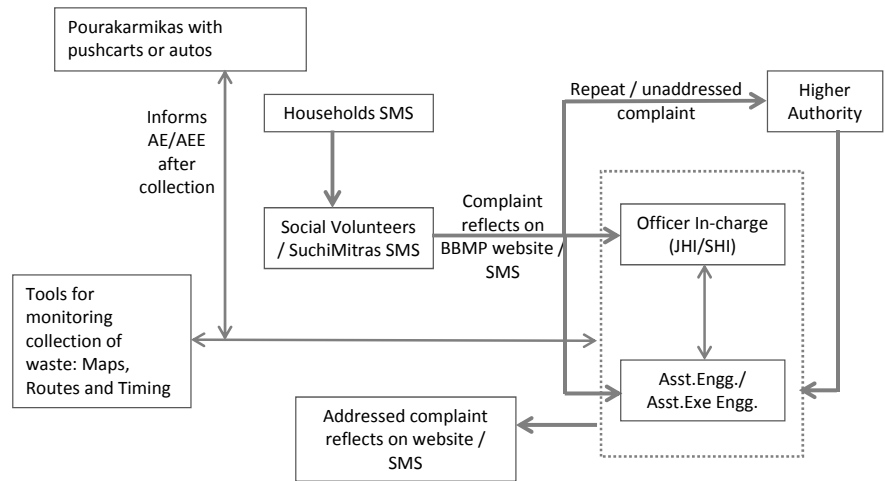 Pourakarmikas with
pushcarts or autos
Informs
AE/AEE
after
collection
Households SMS
Repeat / unaddressed
complaint
Higher
Authority
Social Volunteers
/ SuchiMitras SMS
Complaint
reflects on
BBMP website /
SMS
Officer In-charge
(JHI/SHI)
Tools for
monitoring
collection of
waste: Maps,
Routes and Timing
Asst.Engg./
Asst.Exe Engg.
Addressed complaint
reflects on website /
SMS